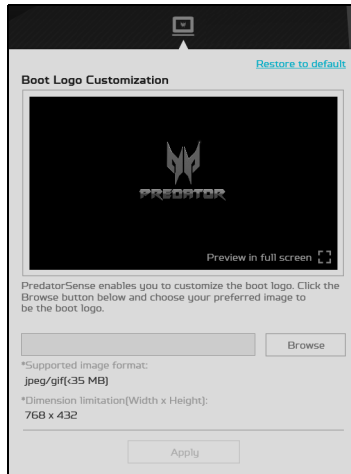 Restore to default
Boot Logo Customization
PREDATOR
Preview in full screen
PredatorSense enables you to customize the boot logo. Click the
Browse button below and choose your preferred image to
be the boot logo.
Browse
*Supported image format:
jpeg/gif(<35 MB)
*Dimension limitation(Width x Height):
768 x 432
Apply